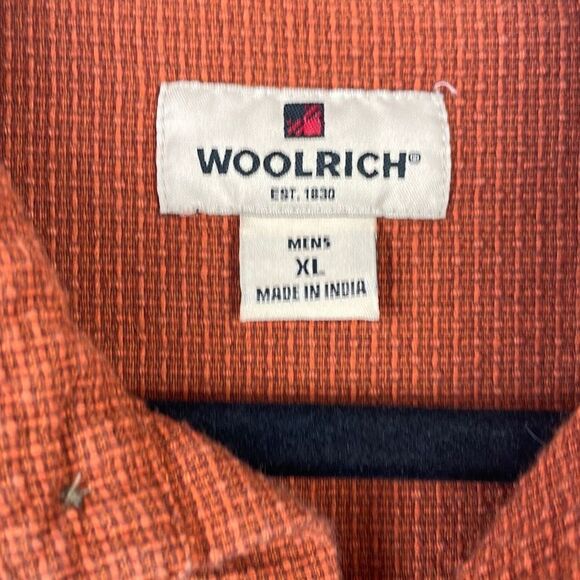 WOOLRICH®
EST. 1830
MENS
XL
MADE IN INDIA